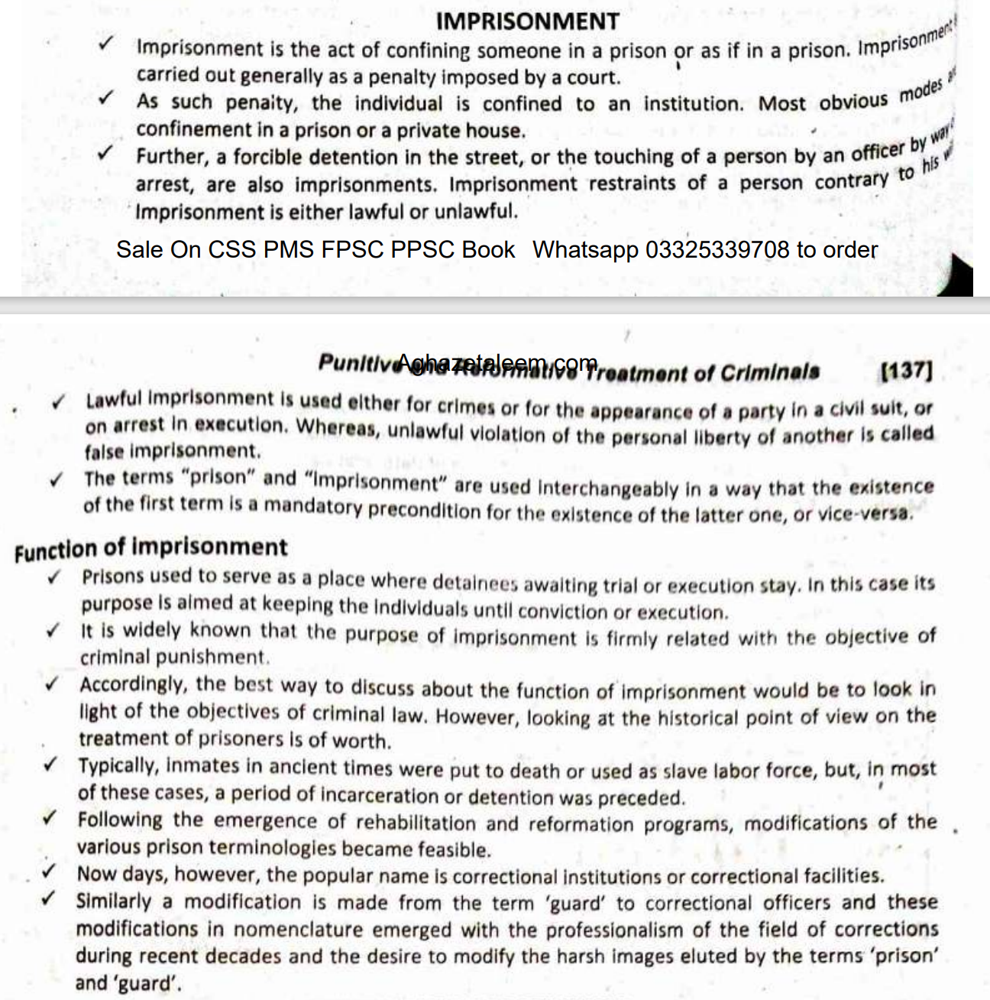 IMPRISONMENT
✓ Imprisonment is the act of confining someone in a prison or as if in a prison. Imprisonment
carried out generally as a penalty imposed by a court.
✓ As such penaity, the individual is confined to an institution. Most obvious modes
confinement in a prison or a private house.
✓ Further, a forcible detention in the street, or the touching of a person by an officer by way
arrest, are also imprisonments. Imprisonment restraints of a person contrary to his
Imprisonment is either lawful or unlawful.
Sale On CSS PMS FPSC PPSC Book Whatsapp 03325339708 to order
Punitive and Reformative Treatment of Criminals [137]
Aghazetaleem.com
✓ Lawful imprisonment is used either for crimes or for the appearance of a party in a civil suit, or
on arrest in execution. Whereas, unlawful violation of the personal liberty of another is called
false imprisonment.
✓ The terms “prison” and “imprisonment” are used interchangeably in a way that the existence
of the first term is a mandatory precondition for the existence of the latter one, or vice-versa.
Function of imprisonment
✓ Prisons used to serve as a place where detainees awaiting trial or execution stay. In this case its
purpose is aimed at keeping the individuals until conviction or execution.
✓ It is widely known that the purpose of imprisonment is firmly related with the objective of
criminal punishment.
✓ Accordingly, the best way to discuss about the function of imprisonment would be to look in
light of the objectives of criminal law. However, looking at the historical point of view on the
treatment of prisoners is of worth.
✓ Typically, inmates in ancient times were put to death or used as slave labor force, but, in most
of these cases, a period of incarceration or detention was preceded.
✓ Following the emergence of rehabilitation and reformation programs, modifications of the
various prison terminologies became feasible.
✓ Now days, however, the popular name is correctional institutions or correctional facilities.
✓ Similarly a modification is made from the term ‘guard’ to correctional officers and these
modifications in nomenclature emerged with the professionalism of the field of corrections
during recent decades and the desire to modify the harsh images eluted by the terms ‘prison’
and ‘guard’.